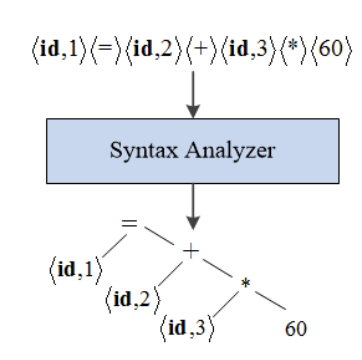 ⟨id,1⟩⟨=⟩⟨id,2⟩⟨+⟩⟨id,3⟩⟨*⟩⟨60⟩
Syntax Analyzer
=
+
⟨id,1⟩
*
⟨id,2⟩
⟨id,3⟩
60